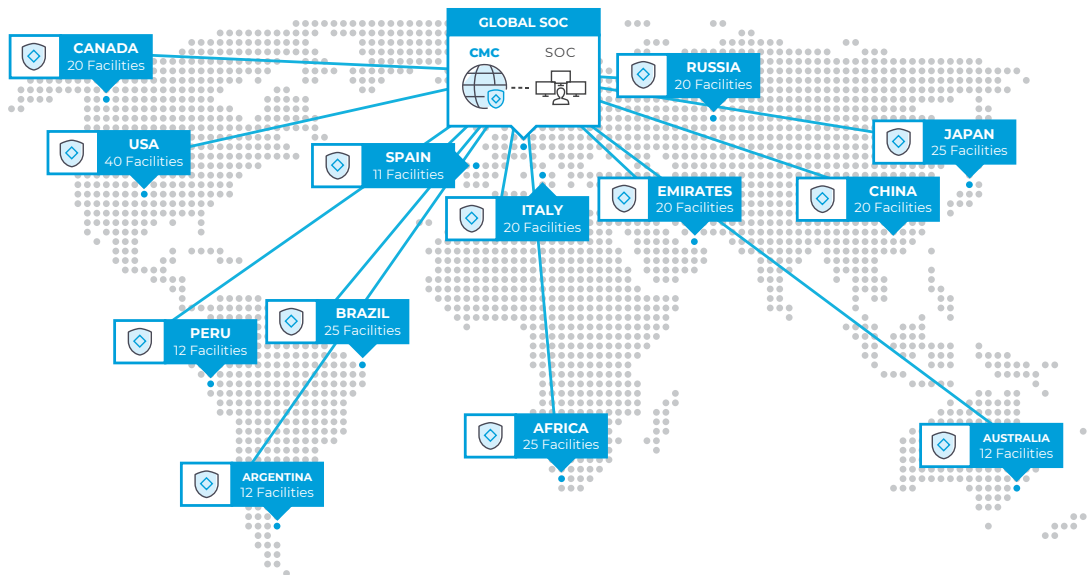 GLOBAL SOC
CMC
SOC
CANADA
20 Facilities
RUSSIA
20 Facilities
USA
40 Facilities
JAPAN
25 Facilities
SPAIN
11 Facilities
ITALY
20 Facilities
EMIRATES
20 Facilities
CHINA
20 Facilities
PERU
12 Facilities
BRAZIL
25 Facilities
AFRICA
25 Facilities
AUSTRALIA
12 Facilities
ARGENTINA
12 Facilities